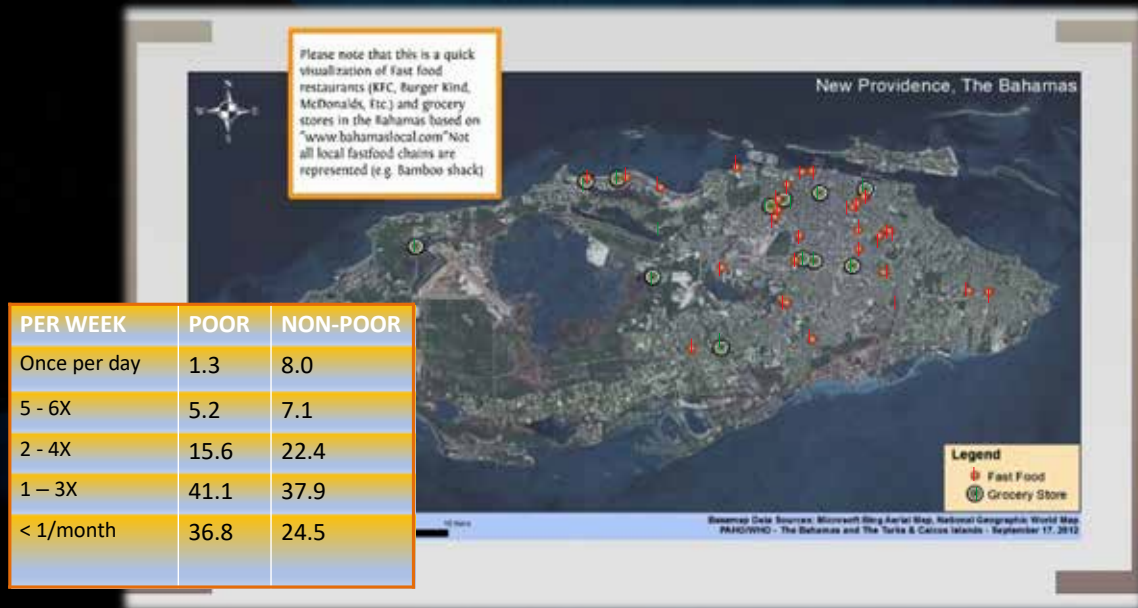 Please note that this is a quick
visualization of Fast food
restaurants (KFC, Burger Kind,
McDonalds, Etc.) and grocery
stores in the Bahamas based on
"www.bahamaslocal.com"Not
all local fastfood chains are
represented (e.g. Bamboo shack)
New Providence, The Bahamas
PER WEEK POOR NON-POOR
Once per day 1.3 8.0
5 - 6X 5.2 7.1
2 - 4X 15.6 22.4
1 – 3X 41.1 37.9
< 1/month 36.8 24.5
Legend
Fast Food
Grocery Store
Basemap Data Sources: Microsoft Bing Aerial Map, National Geographic World Map
PAHO/WHO - The Bahamas and The Turks & Caicos Islands - September 17, 2012